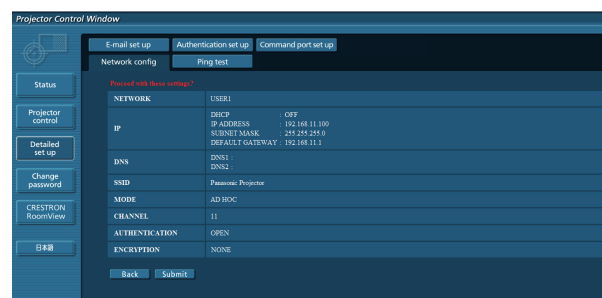 Projector Control Window
E-mail set up Authentication set up Command port set up
Network config Ping test
Status
Projector
control
Detailed
set up
Change
password
CRESTRON
RoomView
日本語
Proceed with these settings?
NETWORK USER1
IP
DHCP : OFF
IP ADDRESS : 192.168.11.100
SUBNET MASK : 255.255.255.0
DEFAULT GATEWAY : 192.168.11.1
DNS
DNS1 :
DNS2 :
SSID Panasonic Projector
MODE AD HOC
CHANNEL 11
AUTHENTICATION OPEN
ENCRYPTION NONE
Back Submit